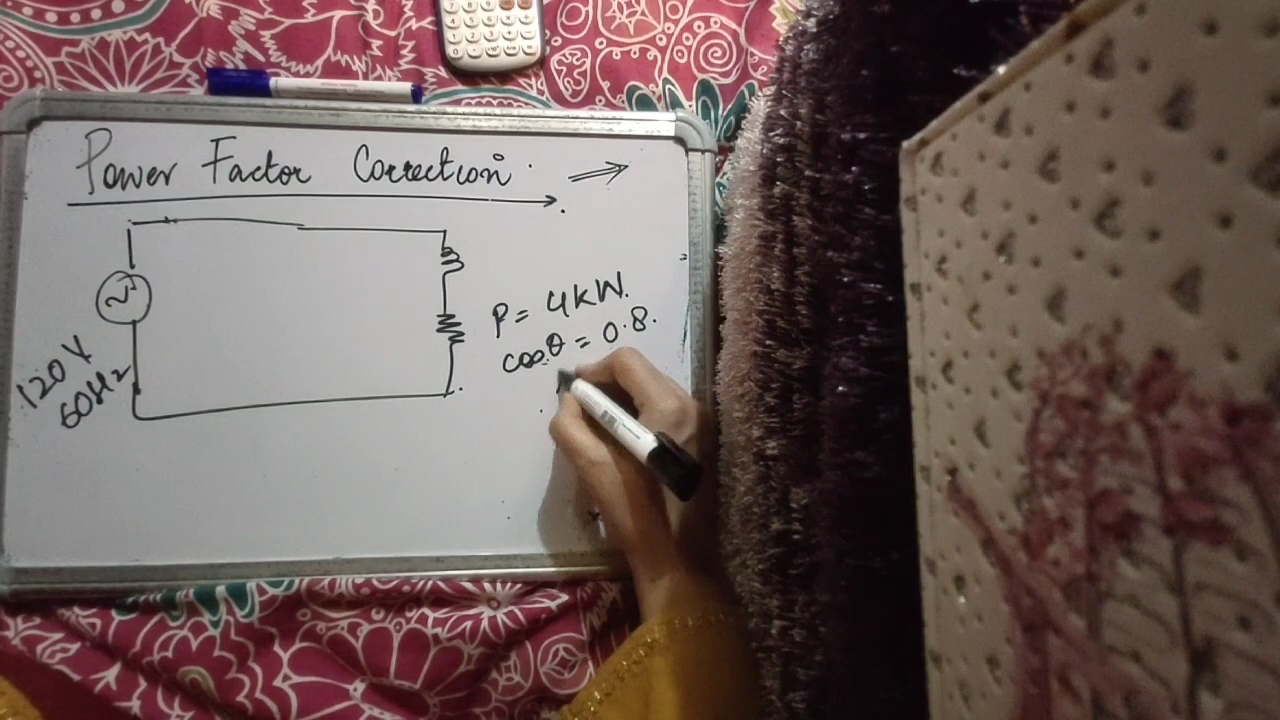 Power Factor Correction.
P = 4kW.
cosθ = 0.8.
120V
60Hz